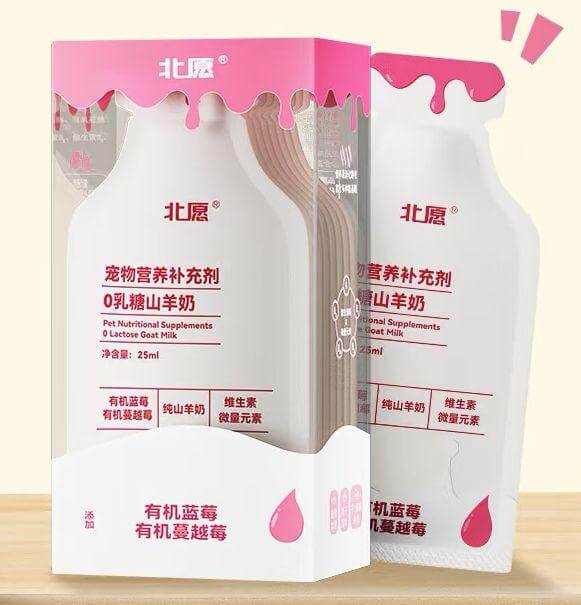 北愿®
宠物营养补充剂
0乳糖山羊奶
Pet Nutritional Supplements
0 Lactose Goat Milk
净含量：25ml
有机蓝莓
有机蔓越莓
纯山羊奶
维生素
微量元素
添加
有机蓝莓
有机蔓越莓
北愿®
物营养补充剂
糖山羊奶
nal Supplements
Goat Milk
25ml
纯山羊奶
维生素
微量元素
有机蓝莓
有机蔓越莓